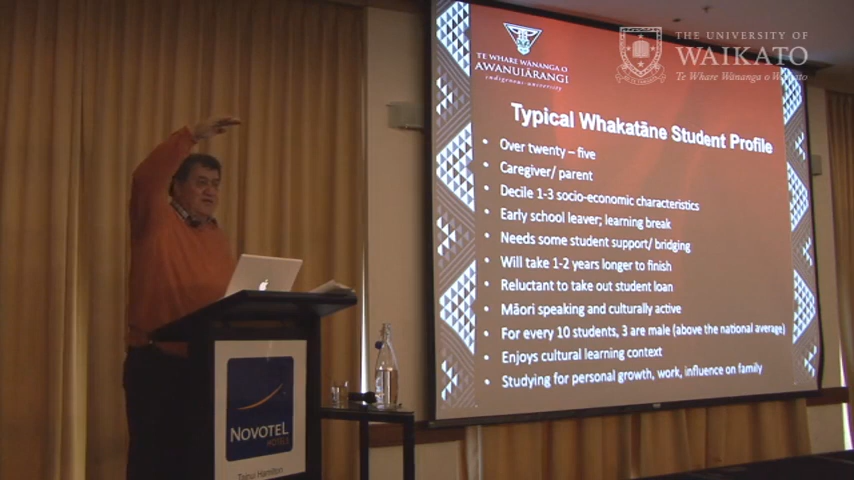 THE UNIVERSITY OF
WAIKATO
Te Whare Wānanga o Waikato
TE WHARE WĀNANGA O
AWANUIĀRANGI
indigenous-university
Typical Whakatāne Student Profile
• Over twenty – five
• Caregiver/ parent
• Decile 1-3 socio-economic characteristics
• Early school leaver; learning break
• Needs some student support/ bridging
• Will take 1-2 years longer to finish
• Reluctant to take out student loan
• Māori speaking and culturally active
• For every 10 students, 3 are male (above the national average)
• Enjoys cultural learning context
• Studying for personal growth, work, influence on family
NOVOTEL
HOTELS
Tainui Hamilton